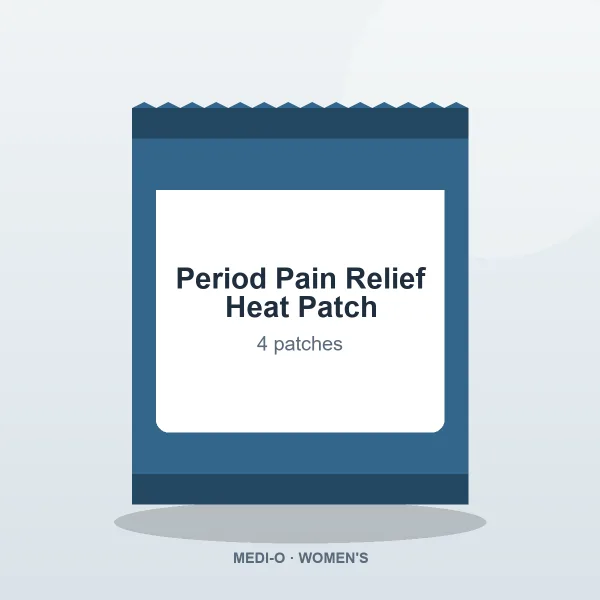 Period Pain Relief
Heat Patch
4 patches
MEDI-O · WOMEN'S